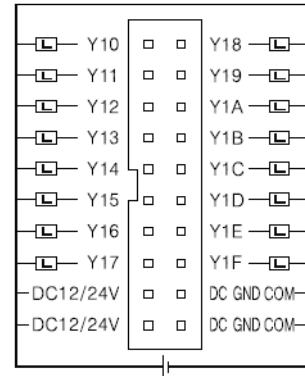 L Y10 Y18 L
L Y11 Y19 L
L Y12 Y1A L
L Y13 Y1B L
L Y14 Y1C L
L Y15 Y1D L
L Y16 Y1E L
L Y17 Y1F L
DC12/24V DC GND COM
DC12/24V DC GND COM